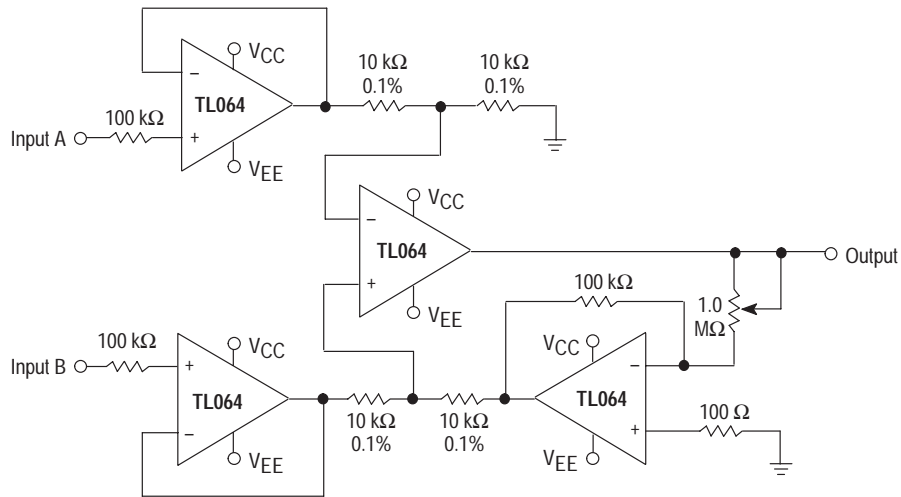 VCC
10 kΩ
0.1%
10 kΩ
0.1%
–
TL064
100 kΩ
Input A
+
VEE
VCC
–
TL064
Output
+
100 kΩ
1.0
MΩ
VEE
100 kΩ
VCC
VCC
Input B
+
–
TL064
TL064
100 Ω
–
10 kΩ
0.1%
10 kΩ
0.1%
+
VEE
VEE